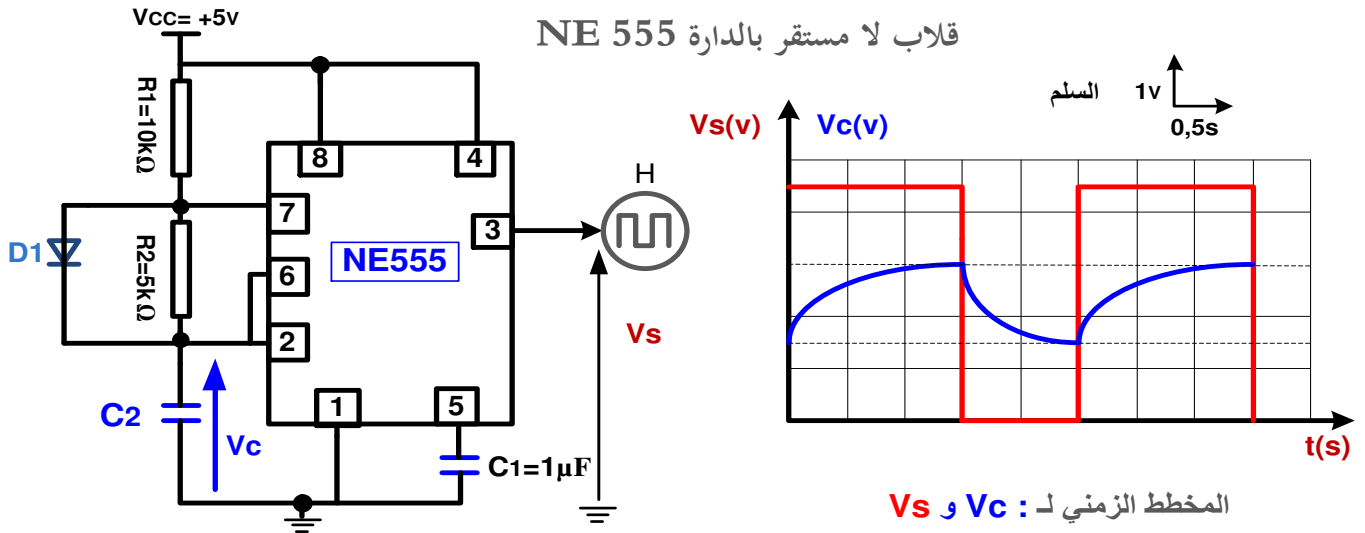 قلاب لا مستقر بالدارة NE 555
VCC= +5v
R1=10kΩ
D1
R2=5kΩ
C2
Vc
8
4
7
3
6
2
1
5
NE555
C1=1µF
H
Vs
السلم
1v
0,5s
Vs(v)
Vc(v)
t(s)
المخطط الزمني لـ : Vc و Vs